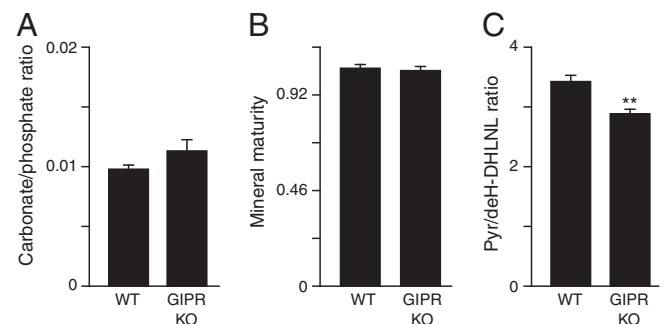 A
Carbonate/phosphate ratio
0.02
0.01
0
WT
GIPR
KO
B
Mineral maturity
0.92
0.46
0
WT
GIPR
KO
C
Pyr/deH-DHLNL ratio
4
2
0
**
WT
GIPR
KO